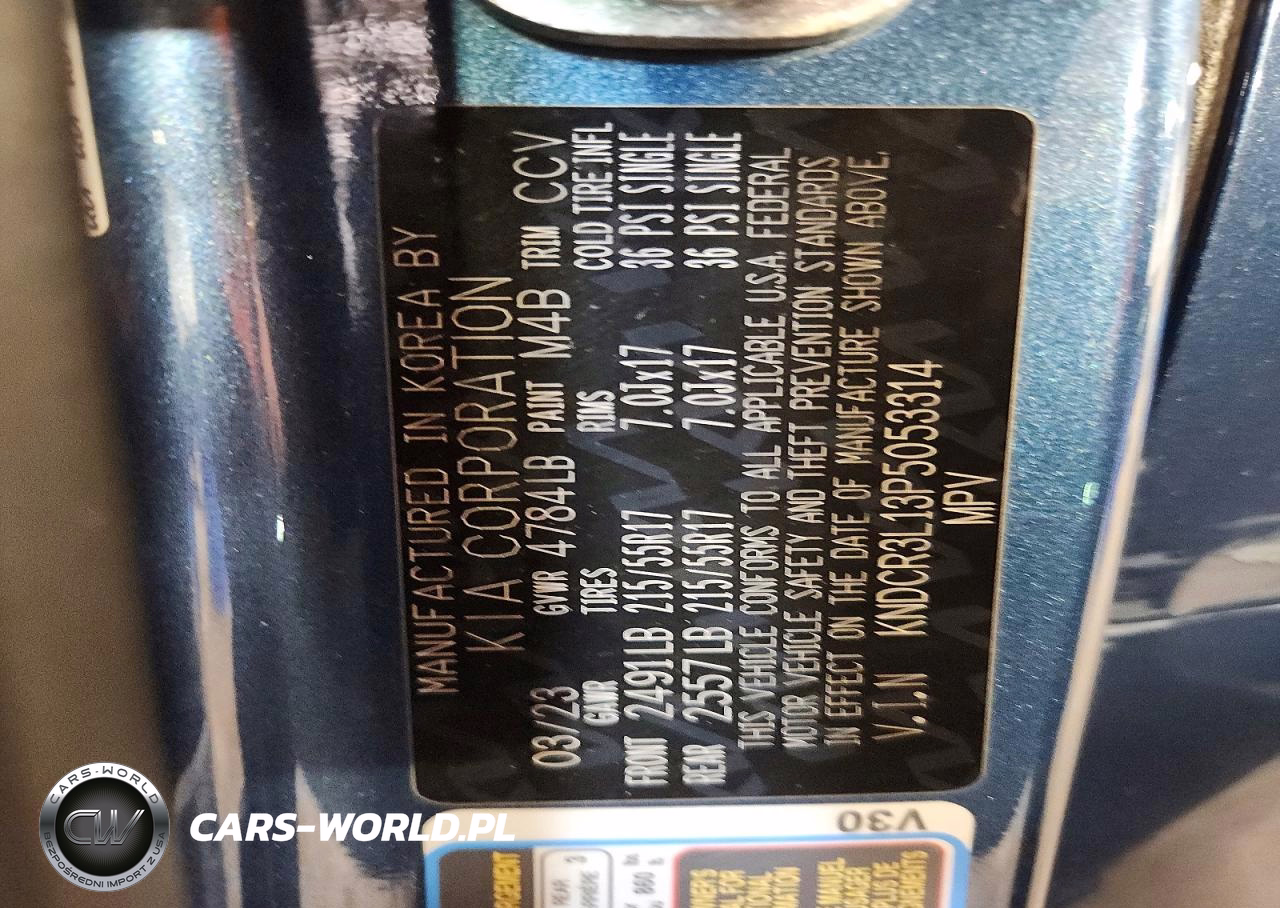 MANUFACTURED IN KOREA BY
KIA CORPORATION
03/23 GVWR 4784LB PAINT M4B TRIM CCV
GAWR TIRES RIMS COLD TIRE INFL
FRONT 2491LB 215/55R17 7.0Jx17 36 PSI SINGLE
REAR 2557LB 215/55R17 7.0Jx17 36 PSI SINGLE
THIS VEHICLE CONFORMS TO ALL APPLICABLE U.S.A. FEDERAL
MOTOR VEHICLE SAFETY AND THEFT PREVENTION STANDARDS
IN EFFECT ON THE DATE OF MANUFACTURE SHOWN ABOVE.
V.I.N KNDCR3L13P5053314
MPV
V30
CARS-WORLD
CW
BEZPOŚREDNI IMPORT Z USA
CARS-WORLD.PL